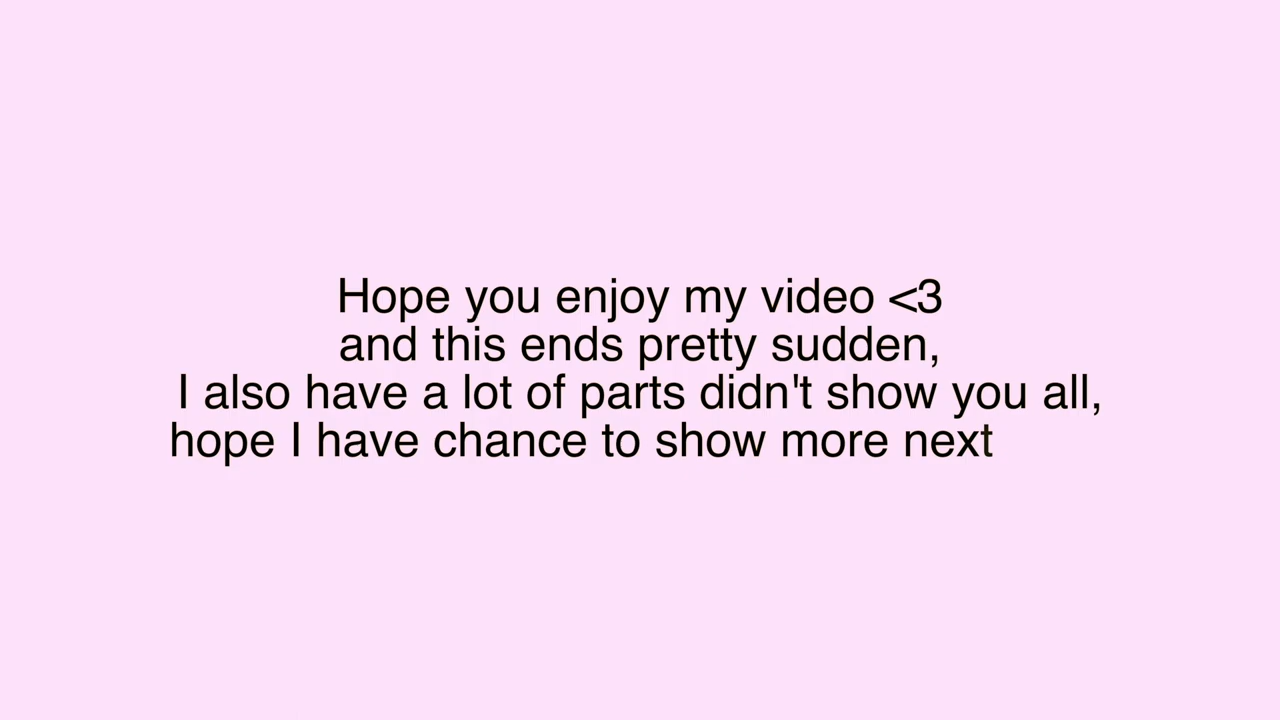 Hope you enjoy my video <3
and this ends pretty sudden,
I also have a lot of parts didn't show you all,
hope I have chance to show more next